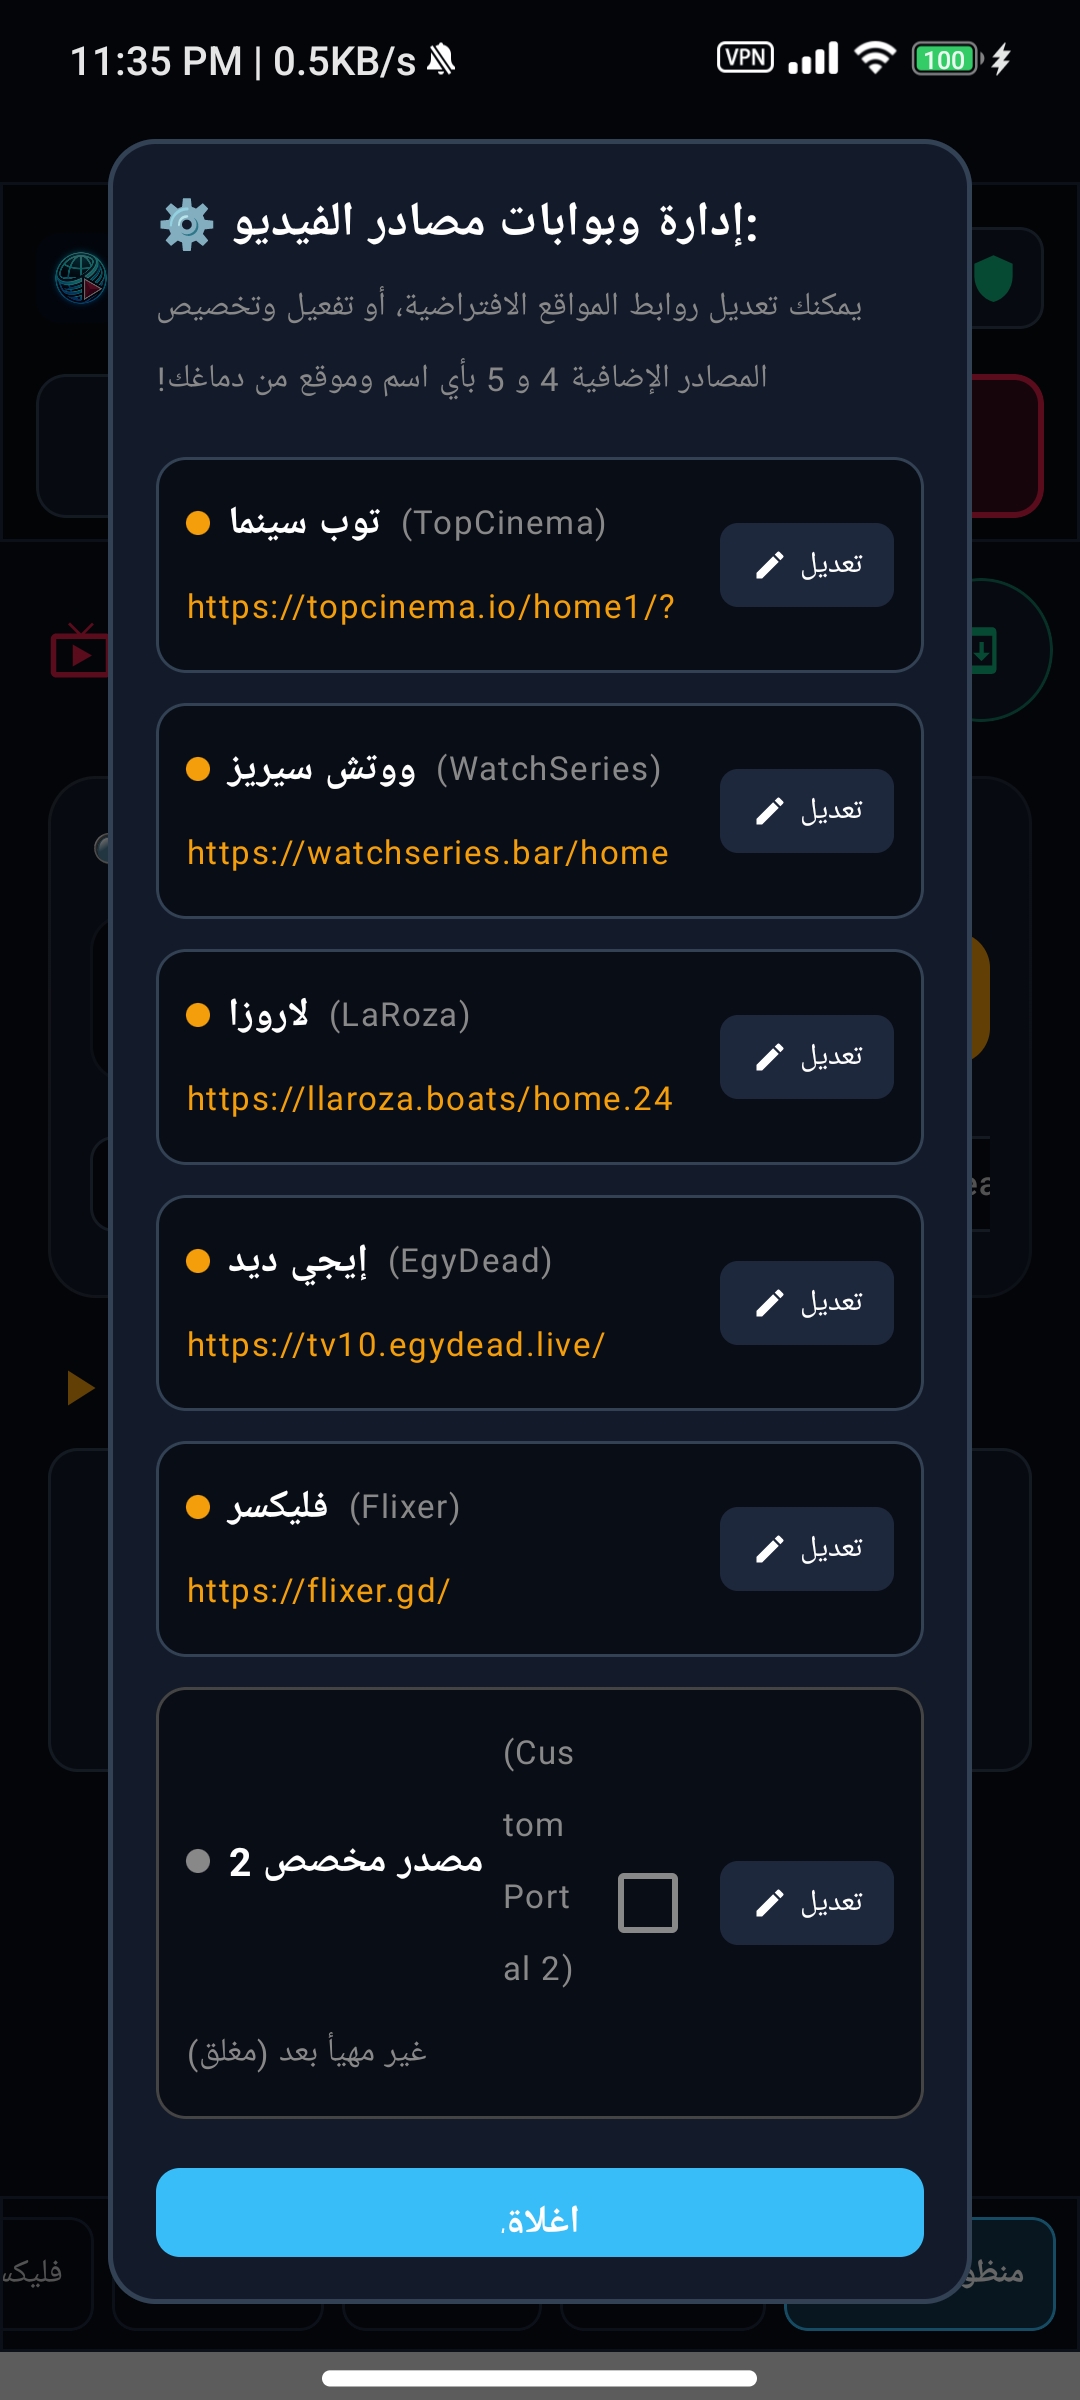 11:35 PM | 0.5KB/s
VPN
100
إدارة وبوابات مصادر الفيديو:
يمكنك تعديل روابط المواقع الافتراضية، أو تفعيل وتخصيص
المصادر الإضافية 4 و 5 بأي اسم وموقع من دماغك!
توب سينما (TopCinema)
تعديل
https://topcinema.io/home1/?
ووتش سيريز (WatchSeries)
تعديل
https://watchseries.bar/home
لاروزا (LaRoza)
تعديل
https://llaroza.boats/home.24
إيجي ديد (EgyDead)
تعديل
https://tv10.egydead.live/
فليكسر (Flixer)
تعديل
https://flixer.gd/
مصدر مخصص 2
(Cus
tom
Port
al 2)
تعديل
غير مهيأ بعد (مغلق)
اغلاق